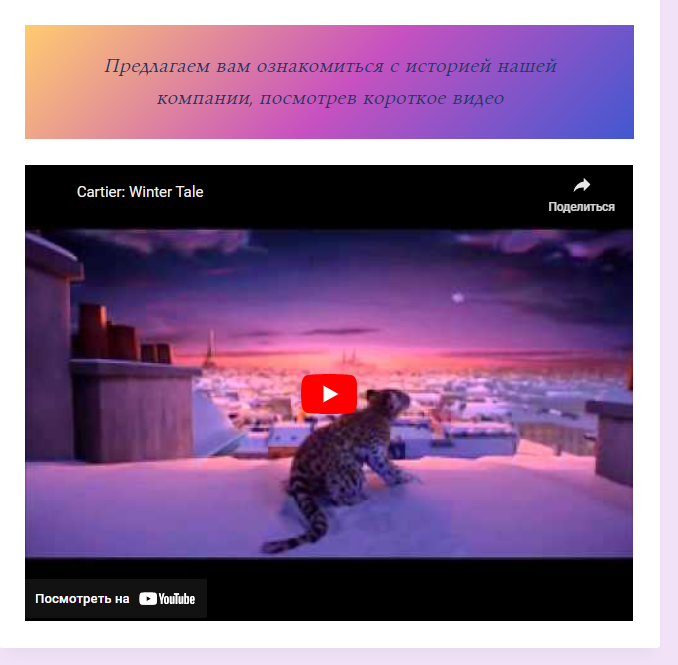 Предлагаем вам ознакомиться с историей нашей
компании, посмотрев короткое видео
Cartier: Winter Tale
Поделиться
Посмотреть на YouTube